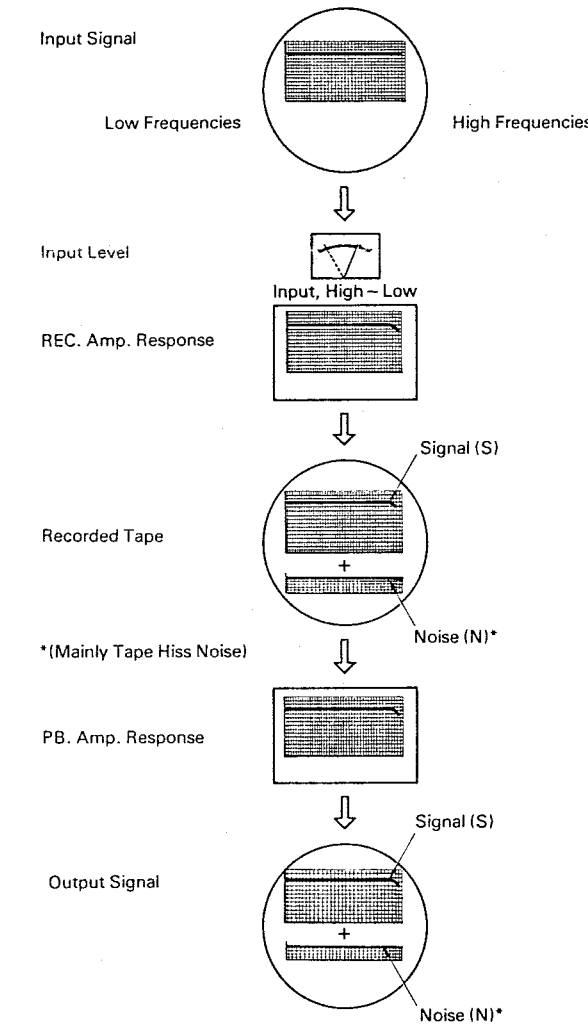 Input Signal
Low Frequencies
High Frequencies
Input Level
Input, High ~ Low
REC. Amp. Response
Signal (S)
Recorded Tape
+
Noise (N)*
*(Mainly Tape Hiss Noise)
PB. Amp. Response
Signal (S)
Output Signal
+
Noise (N)*